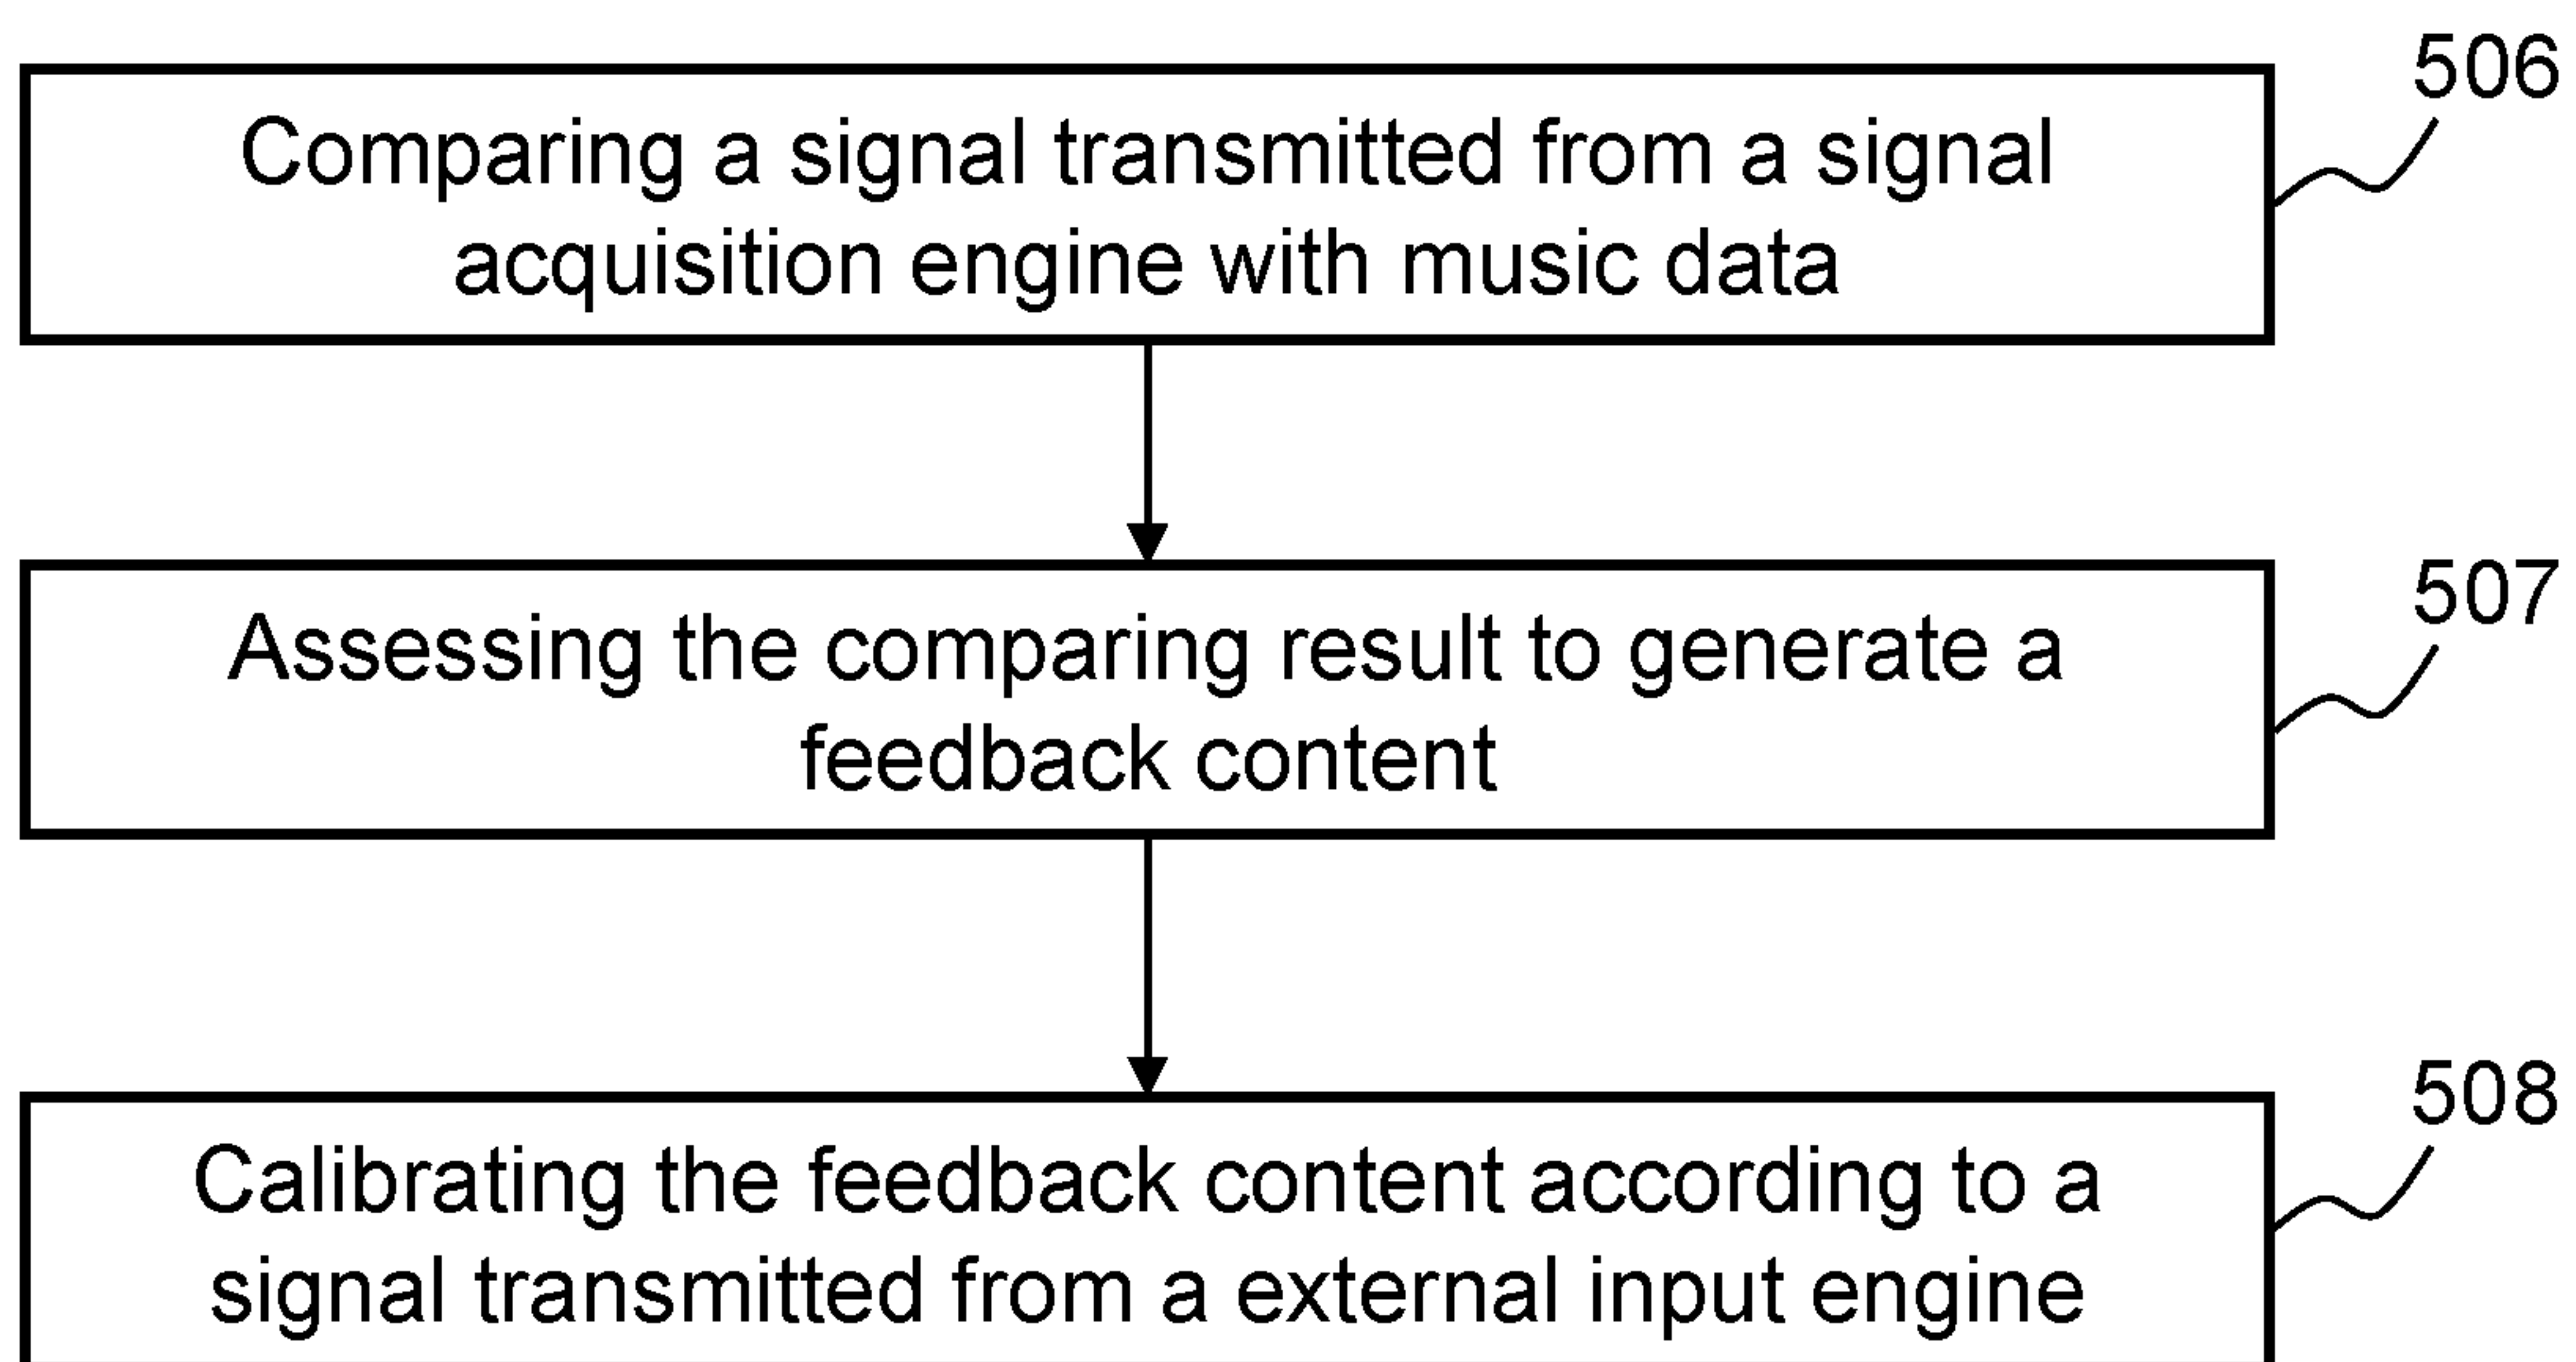 506
Comparing a signal transmitted from a signal
acquisition engine with music data
507
Assessing the comparing result to generate a
feedback content
508
Calibrating the feedback content according to a
signal transmitted from a external input engine